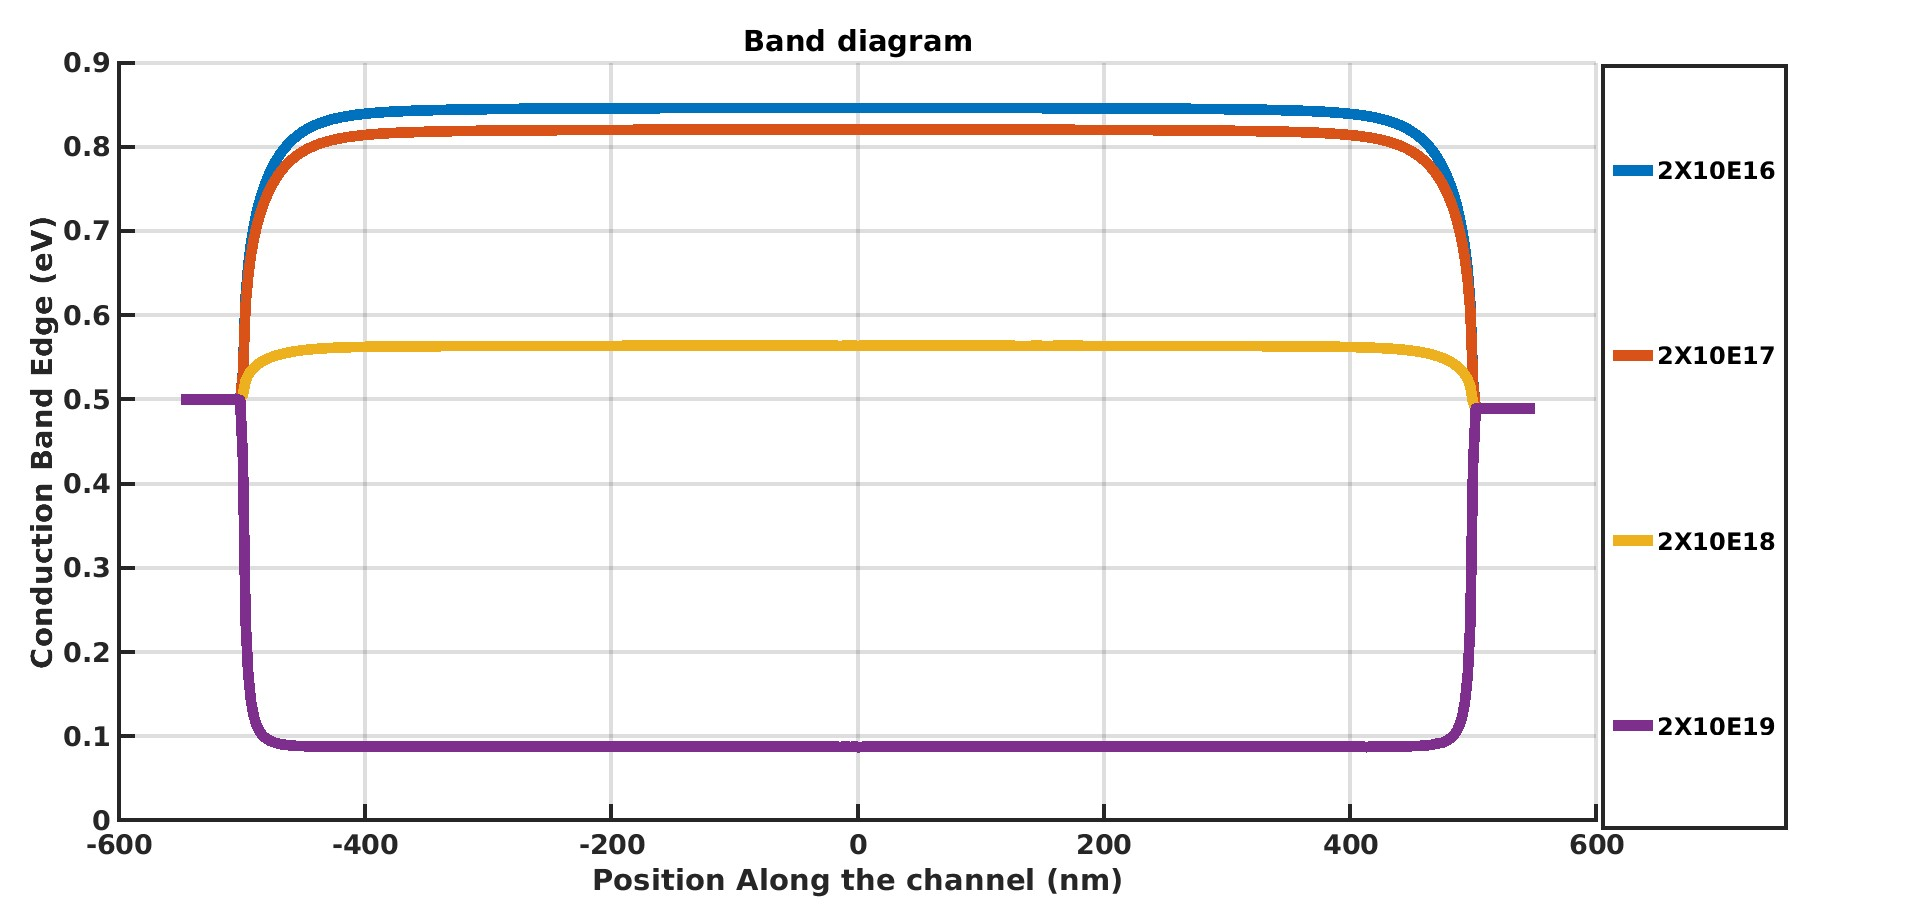 Band diagram
Conduction Band Edge (eV)
0.9
0.8
0.7
0.6
0.5
0.4
0.3
0.2
0.1
0
-600 -400 -200 0 200 400 600
Position Along the channel (nm)
2X10E16
2X10E17
2X10E18
2X10E19